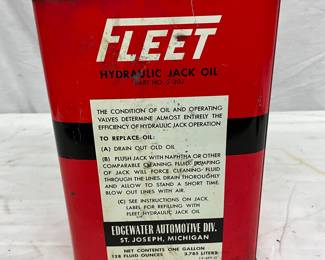 FLEET
HYDRAULIC JACK OIL
PART NO.
THE CONDITION OF OIL AND OPERATING
VALVES DETERMINE ALMOST ENTIRELY THE
EFFICIENCY OF HYDRAULIC JACK OPERATION
TO REPLACE OIL:
(A) DRAIN OUT OLD OIL
(B) FLUSH JACK WITH NAPHTHA OR OTHER
COMPARABLE CLEANING FLUID. PUMPING
OF JACK WILL FORCE CLEANING FLUID
THROUGH THE LINES. DRAIN THOROUGHLY
AND ALLOW TO STAND A SHORT TIME.
BLOW OUT LINES WITH AIR.
(C) SEE INSTRUCTIONS ON JACK
LABEL FOR REFILLING WITH
FLEET HYDRAULIC JACK OIL
EDGEWATER AUTOMOTIVE DIV.
ST. JOSEPH, MICHIGAN
NET CONTENTS ONE GALLON
128 FLUID OUNCES 3.785 LITERS